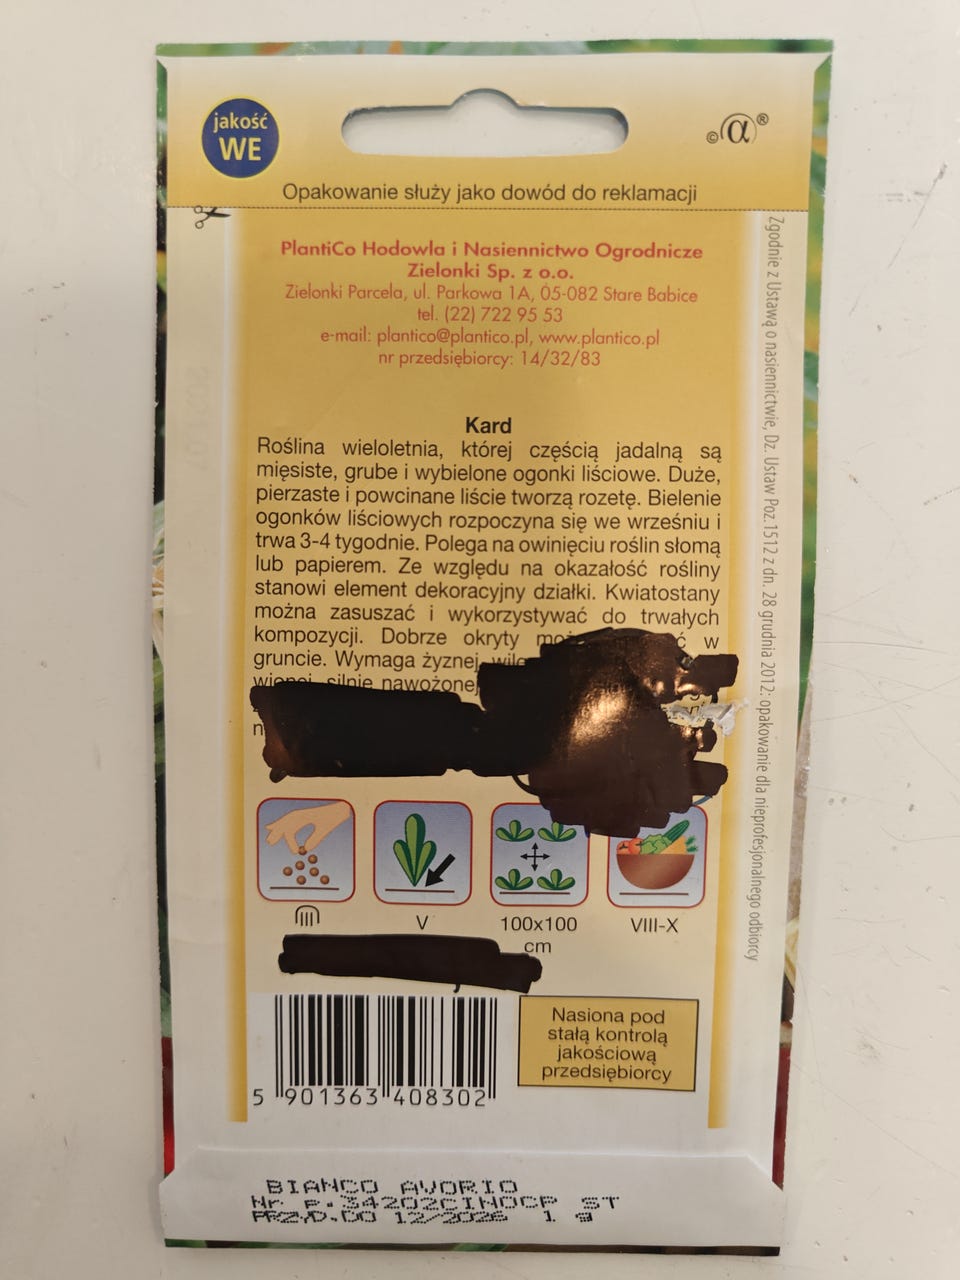 jakość
WE
© α ®
Opakowanie służy jako dowód do reklamacji
PlantiCo Hodowla i Nasiennictwo Ogrodnicze
Zielonki Sp. z o.o.
Zielonki Parcela, ul. Parkowa 1A, 05-082 Stare Babice
tel. (22) 722 95 53
e-mail: plantico@plantico.pl, www.plantico.pl
nr przedsiębiorcy: 14/32/83
Kard
Roślina wieloletnia, której częścią jadalną są
mięsiste, grube i wybielone ogonki liściowe. Duże,
pierzaste i powcinane liście tworzą rozetę. Bielenie
ogonków liściowych rozpoczyna się we wrześniu i
trwa 3-4 tygodnie. Polega na owinięciu roślin słomą
lub papierem. Ze względu na okazałość rośliny
stanowi element dekoracyjny działki. Kwiatostany
można zasuszać i wykorzystywać do trwałych
kompozycji. Dobrze okryty w
gruncie. Wymaga żyznej,
silnie nawożonej
III V 100x100 VIII-X
cm
5 901363 408302
Nasiona pod
stałą kontrolą
jakościową
przedsiębiorcy
Zgodnie z Ustawą o nasiennictwie, Dz. Ustaw Poz.1512 z dn. 28 grudnia 2012: opakowanie dla nieprofesjonalnego odbiorcy
BIANCO AVORIO
Nr p.34202CINOCP ST
PRZYD.DO 12/2026 1 g